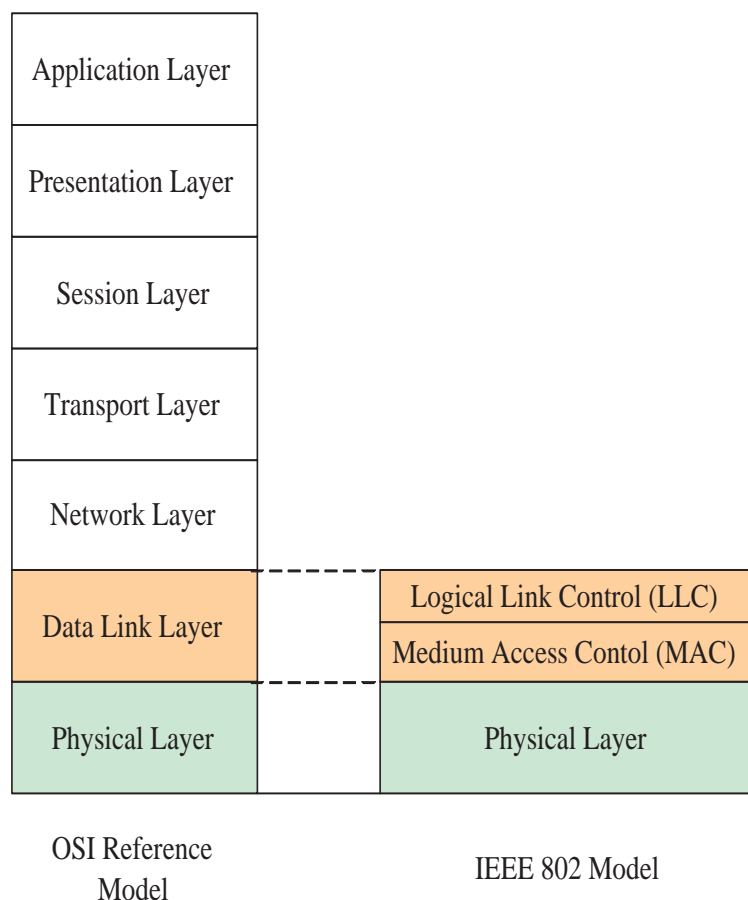 Application Layer
Presentation Layer
Session Layer
Transport Layer
Network Layer
Data Link Layer
Physical Layer
OSI Reference
Model
Logical Link Control (LLC)
Medium Access Contol (MAC)
Physical Layer
IEEE 802 Model